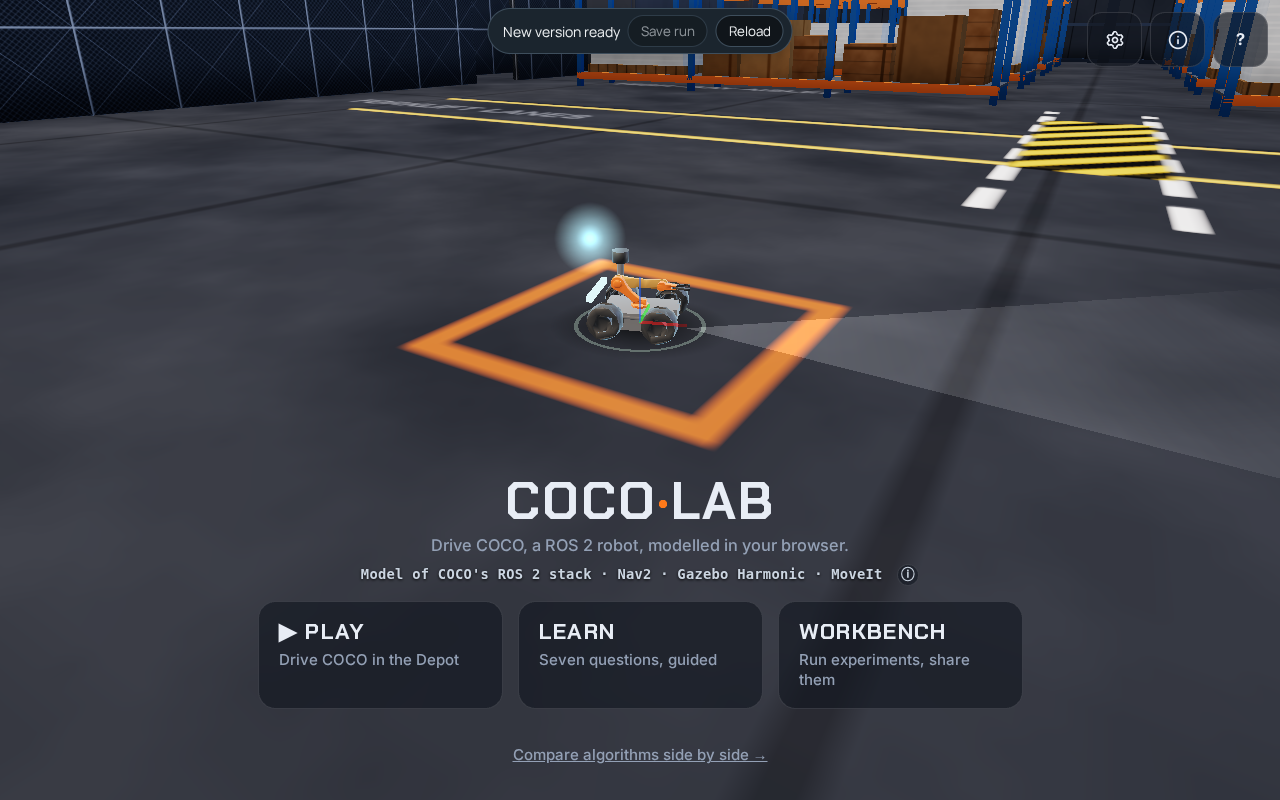 New version ready
Save run
Reload
?
COCO·LAB
Drive COCO, a ROS 2 robot, modelled in your browser.
Model of COCO's ROS 2 stack · Nav2 · Gazebo Harmonic · MoveIt ⓘ
▶ PLAY
Drive COCO in the Depot
LEARN
Seven questions, guided
WORKBENCH
Run experiments, share
them
Compare algorithms side by side →